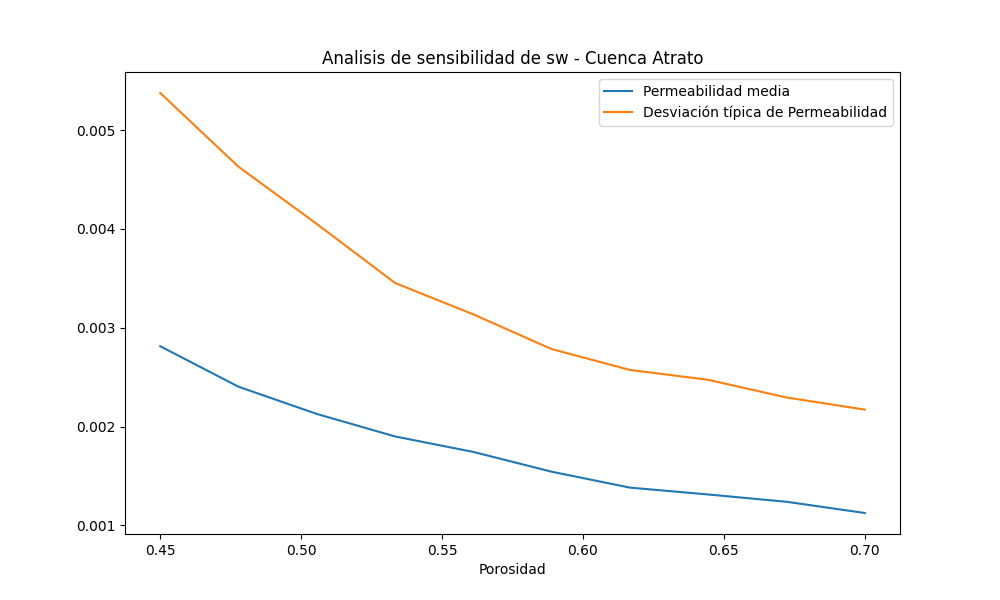 Analisis de sensibilidad de sw - Cuenca Atrato
Permeabilidad media
Desviación típica de Permeabilidad
0.005
0.004
0.003
0.002
0.001
0.45
0.50
0.55
0.60
0.65
0.70
Porosidad